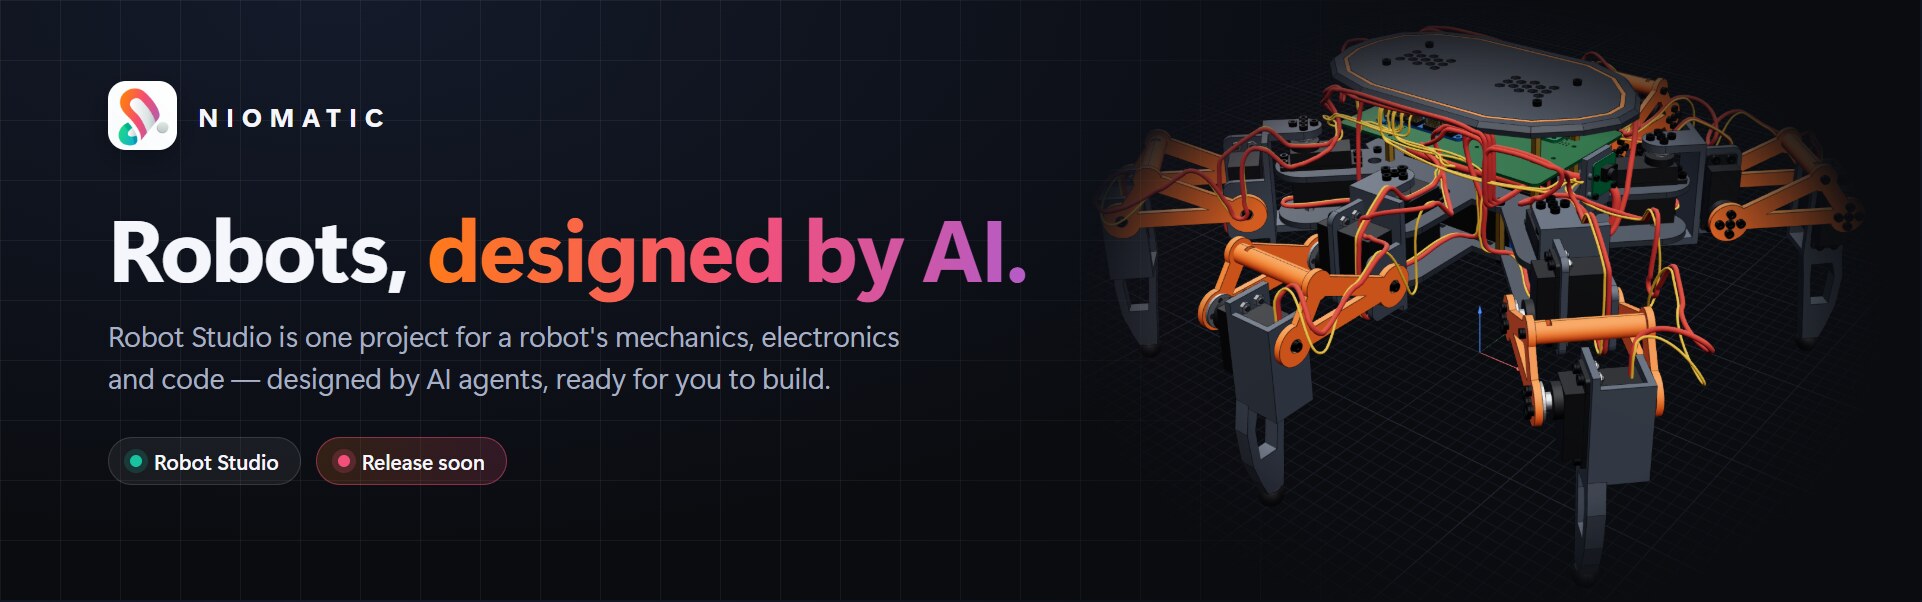 NIOMATIC
Robots, designed by AI.
Robot Studio is one project for a robot's mechanics, electronics
and code — designed by AI agents, ready for you to build.
Robot Studio
Release soon